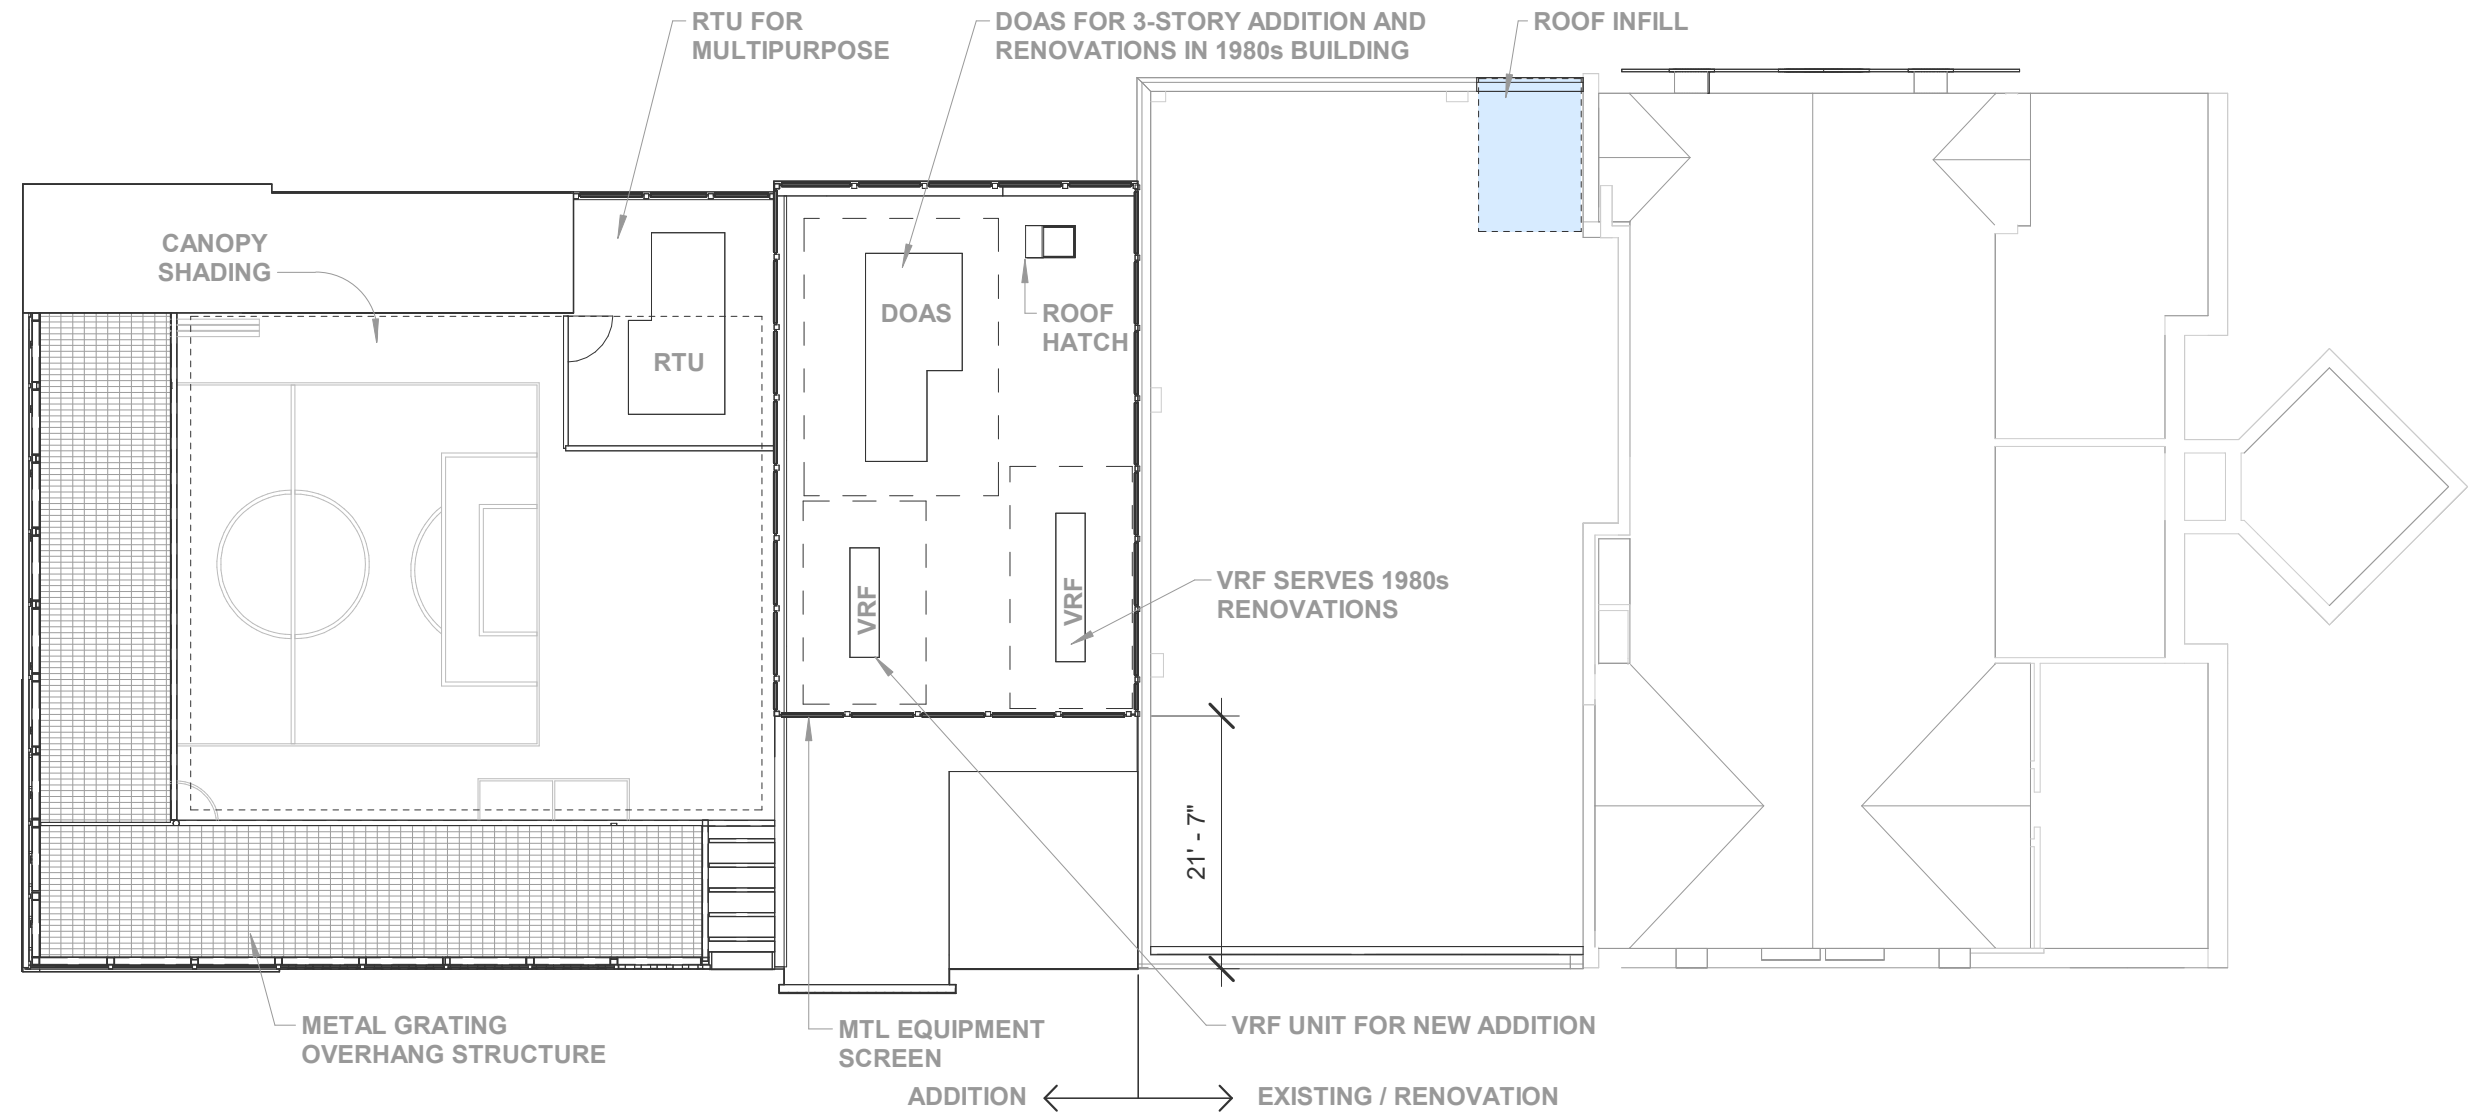 RTU FOR
MULTIPURPOSE
DOAS FOR 3-STORY ADDITION AND
RENOVATIONS IN 1980s BUILDING
ROOF INFILL
CANOPY
SHADING
DOAS
ROOF
HATCH
RTU
VRF
VRF
VRF SERVES 1980s
RENOVATIONS
21' - 7"
METAL GRATING
OVERHANG STRUCTURE
MTL EQUIPMENT
SCREEN
VRF UNIT FOR NEW ADDITION
ADDITION
EXISTING / RENOVATION